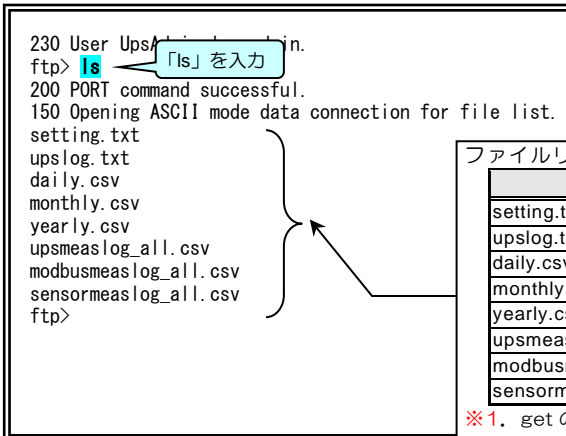 230 User UpsA in.
ftp> ls
「ls」を入力
200 PORT command successful.
150 Opening ASCII mode data connection for file list.
setting.txt
upslog.txt
daily.csv
monthly.csv
yearly.csv
upsmeaslog_all.csv
modbusmeaslog_all.csv
sensormeaslog_all.csv
ftp>
ファイルリ
setting.t
upslog.t
daily.csv
monthly
yearly.cs
upsmeas
modbus
sensorm
※1. get の